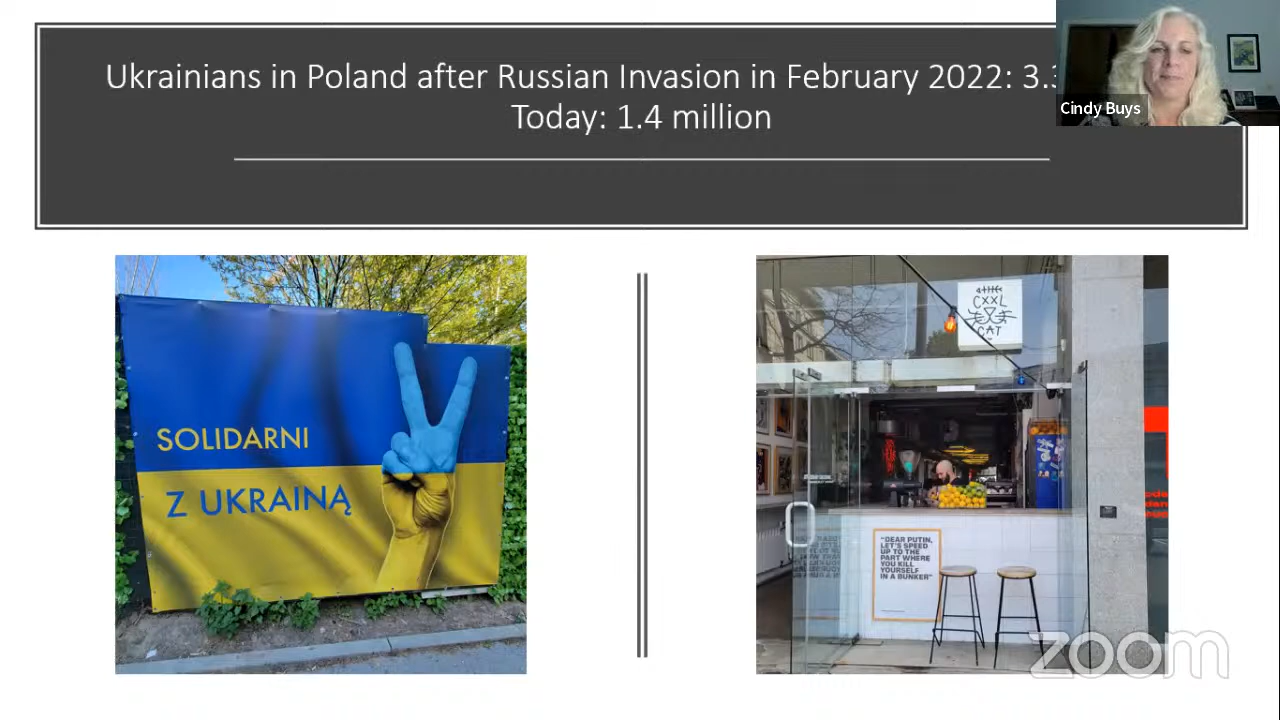 Ukrainians in Poland after Russian Invasion in February 2022: 3.3
Today: 1.4 million
Cindy Buys
SOLIDARNI
Z UKRAINĄ
CXXL
CAT
"DEAR PUTIN,
LET'S SPEED
UP TO THE
PART WHERE
YOU KILL
YOURSELF
IN A BUNKER"
zoom